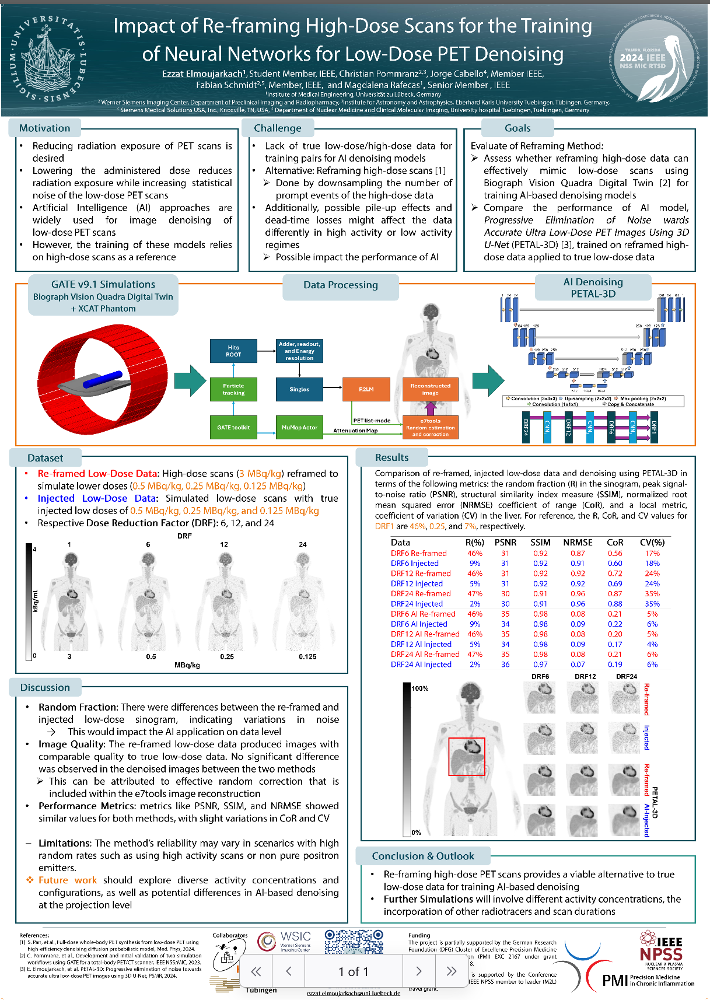 Impact of Re-framing High-Dose Scans for the Training
of Neural Networks for Low-Dose PET Denoising
Ezzat Elmoujarkach¹, Student Member, IEEE, Christian Pommranz²,³, Jorge Cabello⁴, Member IEEE,
Fabian Schmidt²,⁵, Member, IEEE, and Magdalena Rafecas¹, Senior Member , IEEE
¹Institute of Medical Engineering, Universität zu Lübeck, Germany
² Werner Siemens Imaging Center, Department of Preclinical Imaging and Radiopharmacy, ³Institute for Astronomy and Astrophysics, Eberhard Karls University Tuebingen, Tübingen, Germany,
⁴ Siemens Medical Solutions USA, Inc., Knoxville, TN, USA, ⁵ Department of Nuclear Medicine and Clinical Molecular Imaging, University hospital Tuebingen, Tuebingen, Germany
SIGILLUM · UNIVERSITATIS · LUBECENSIS
TAMPA, FLORIDA
2024 IEEE
NSS MIC RTSD
Motivation
• Reducing radiation exposure of PET scans is
desired
• Lowering the administered dose reduces
radiation exposure while increasing statistical
noise of the low-dose PET scans
• Artificial Intelligence (AI) approaches are
widely used for image denoising of
low-dose PET scans
• However, the training of these models relies
on high-dose scans as a reference
Challenge
• Lack of true low-dose/high-dose data for
training pairs for AI denoising models
• Alternative: Reframing high-dose scans [1]
➢ Done by downsampling the number of
prompt events of the high-dose data
• Additionally, possible pile-up effects and
dead-time losses might affect the data
differently in high activity or low activity
regimes
➢ Possible impact the performance of AI
Goals
Evaluate of Reframing Method:
➢ Assess whether reframing high-dose data can
effectively mimic low-dose scans using
Biograph Vision Quadra Digital Twin [2] for
training AI-based denoising models
➢ Compare the performance of AI model,
Progressive Elimination of Noise wards
Accurate Ultra Low-Dose PET Images Using 3D
U-Net (PETAL-3D) [3], trained on reframed high-
dose data applied to true low-dose data
GATE v9.1 Simulations
Biograph Vision Quadra Digital Twin
+ XCAT Phantom
Data Processing
Hits
ROOT
Adder, readout,
and Energy
resolution
Particle
tracking
Singles
R2LM
Reconstructed
image
GATE toolkit
MuMap Actor
PET list-mode
Attenuation Map
e7tools
Random estimation
and correction
AI Denoising
PETAL-3D
1 64 64
128 64 64 1
64 128 128
256 128 128
128 256 256
512 256 256
256 512 512
1024 512 512
512 1024 1024
Convolution (3x3x3) Up-sampling (2x2x2) Max pooling (2x2x2)
Convolution (1x1x1) Copy & Concatenate
DRF24
CNN₁
DRF12
CNN₂
DRF6
CNN₃
DRF1
Dataset
• Re-framed Low-Dose Data: High-dose scans (3 MBq/kg) reframed to
simulate lower doses (0.5 MBq/kg, 0.25 MBq/kg, 0.125 MBq/kg)
• Injected Low-Dose Data: Simulated low-dose scans with true
injected low doses of 0.5 MBq/kg, 0.25 MBq/kg, and 0.125 MBq/kg
• Respective Dose Reduction Factor (DRF): 6, 12, and 24
DRF
1 6 12 24
4
kBq/mL
0
3 0.5 0.25 0.125
MBq/kg
Results
Comparison of re-framed, injected low-dose data and denoising using PETAL-3D in
terms of the following metrics: the random fraction (R) in the sinogram, peak signal-
to-noise ratio (PSNR), structural similarity index measure (SSIM), normalized root
mean squared error (NRMSE) coefficient of range (CoR), and a local metric,
coefficient of variation (CV) in the liver. For reference, the R, CoR, and CV values for
DRF1 are 46%, 0.25, and 7%, respectively.
Data R(%) PSNR SSIM NRMSE CoR CV(%)
DRF6 Re-framed 46% 31 0.92 0.87 0.56 17%
DRF6 Injected 9% 31 0.92 0.91 0.60 18%
DRF12 Re-framed 46% 31 0.92 0.92 0.72 24%
DRF12 Injected 5% 31 0.92 0.92 0.69 24%
DRF24 Re-framed 47% 30 0.91 0.96 0.87 35%
DRF24 Injected 2% 30 0.91 0.96 0.88 35%
DRF6 AI Re-framed 46% 35 0.98 0.08 0.21 5%
DRF6 AI Injected 9% 34 0.98 0.09 0.22 6%
DRF12 AI Re-framed 46% 35 0.98 0.08 0.20 5%
DRF12 AI Injected 5% 34 0.98 0.09 0.17 4%
DRF24 AI Re-framed 47% 35 0.98 0.08 0.21 6%
DRF24 AI Injected 2% 36 0.97 0.07 0.19 6%
DRF6 DRF12 DRF24
100%
0%
Re-framed
Injected
Re-framed
AI-Injected
PETAL-3D
Discussion
• Random Fraction: There were differences between the re-framed and
injected low-dose sinogram, indicating variations in noise
→ This would impact the AI application on data level
• Image Quality: The re-framed low-dose data produced images with
comparable quality to true low-dose data. No significant difference
was observed in the denoised images between the two methods
➢ This can be attributed to effective random correction that is
included within the e7tools image reconstruction
• Performance Metrics: metrics like PSNR, SSIM, and NRMSE showed
similar values for both methods, with slight variations in CoR and CV
– Limitations: The method's reliability may vary in scenarios with high
random rates such as using high activity scans or non pure positron
emitters.
❖ Future work should explore diverse activity concentrations and
configurations, as well as potential differences in AI-based denoising
at the projection level
Conclusion & Outlook
• Re-framing high-dose PET scans provides a viable alternative to true
low-dose data for training AI-based denoising
• Further Simulations will involve different activity concentrations, the
incorporation of other radiotracers and scan durations
References:
[1] S. Pan, et al., Full-dose whole-body PET synthesis from low-dose PET using
high-efficiency denoising diffusion probabilistic model, Med. Phys, 2024.
[2] C. Pommranz, et al., Development and initial validation of two simulation
workflows using GATE for a total-body PET/CT scanner. IEEE NSS/MIC, 2023.
[3] E. Elmoujarkach, et al, PETAL-3D: Progressive elimination of noise towards
accurate ultra low-dose PET images using 3D U-Net, PSMR, 2024.
Collaborators
WSIC
Werner Siemens
Imaging Center
Tübingen
ezzat.elmoujarkach@uni-luebeck.de
Funding
The project is partially supported by the German Research
Foundation (DFG) Cluster of Excellence Precision Medicine
(PMI) EXC 2167 under grant
8.
is supported by the Conference
IEEE NPSS member to leader (M2L)
travel grant.
1 of 1
IEEE
NPSS
NUCLEAR & PLASMA
SCIENCES SOCIETY
PMI Precision Medicine
in Chronic Inflammation